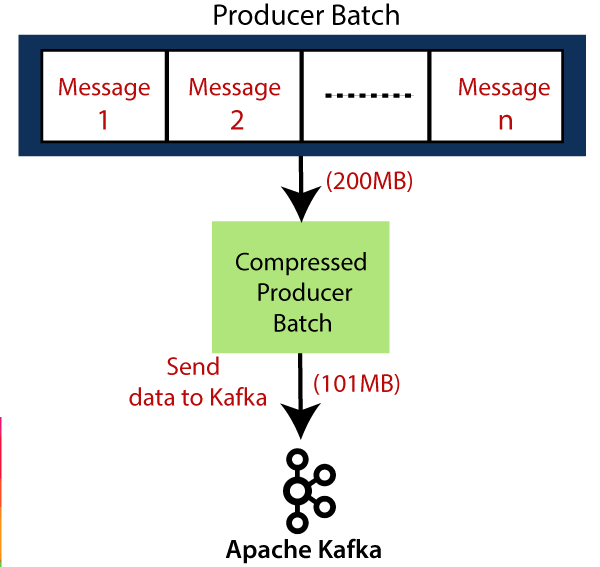 Producer Batch
Message
1
Message
2
Message
n
(200MB)
Compressed
Producer
Batch
Send
data to Kafka
(101MB)
Apache Kafka